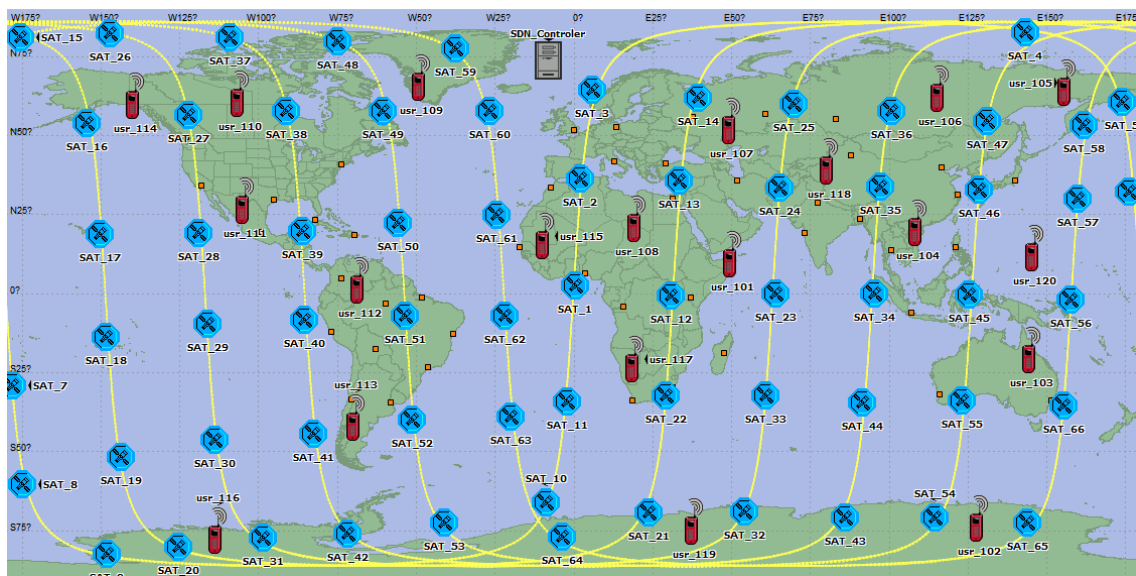 W175? W150? W125? W100? W75? W50? W25? 0? E25? E50? E75? E100? E125? E150? E175
SAT_15
SAT_26
SAT_37
SAT_48
SAT_59
SDN_Controler
SAT_4
N75?
usr_114
usr_110
usr_109
SAT_3
SAT_14
SAT_25
SAT_36
usr_106
usr_105
SAT_16
SAT_27
SAT_38
SAT_49
SAT_60
usr_107
SAT_47
SAT_58
N50?
usr_118
SAT_2
SAT_13
SAT_24
SAT_35
SAT_46
SAT_57
N25?
usr_111
SAT_17
SAT_28
SAT_39
SAT_50
SAT_61
usr_115
usr_108
usr_101
usr_104
usr_120
0?
usr_112
SAT_1
SAT_12
SAT_23
SAT_34
SAT_45
SAT_56
SAT_18
SAT_29
SAT_40
SAT_51
SAT_62
S25?
SAT_7
usr_113
usr_117
usr_103
SAT_11
SAT_22
SAT_33
SAT_44
SAT_55
SAT_66
S50?
SAT_19
SAT_30
SAT_41
SAT_52
SAT_63
SAT_8
usr_116
SAT_10
SAT_54
S75?
SAT_20
SAT_31
SAT_42
SAT_53
SAT_64
SAT_21
usr_119
SAT_32
SAT_43
usr_102
SAT_65